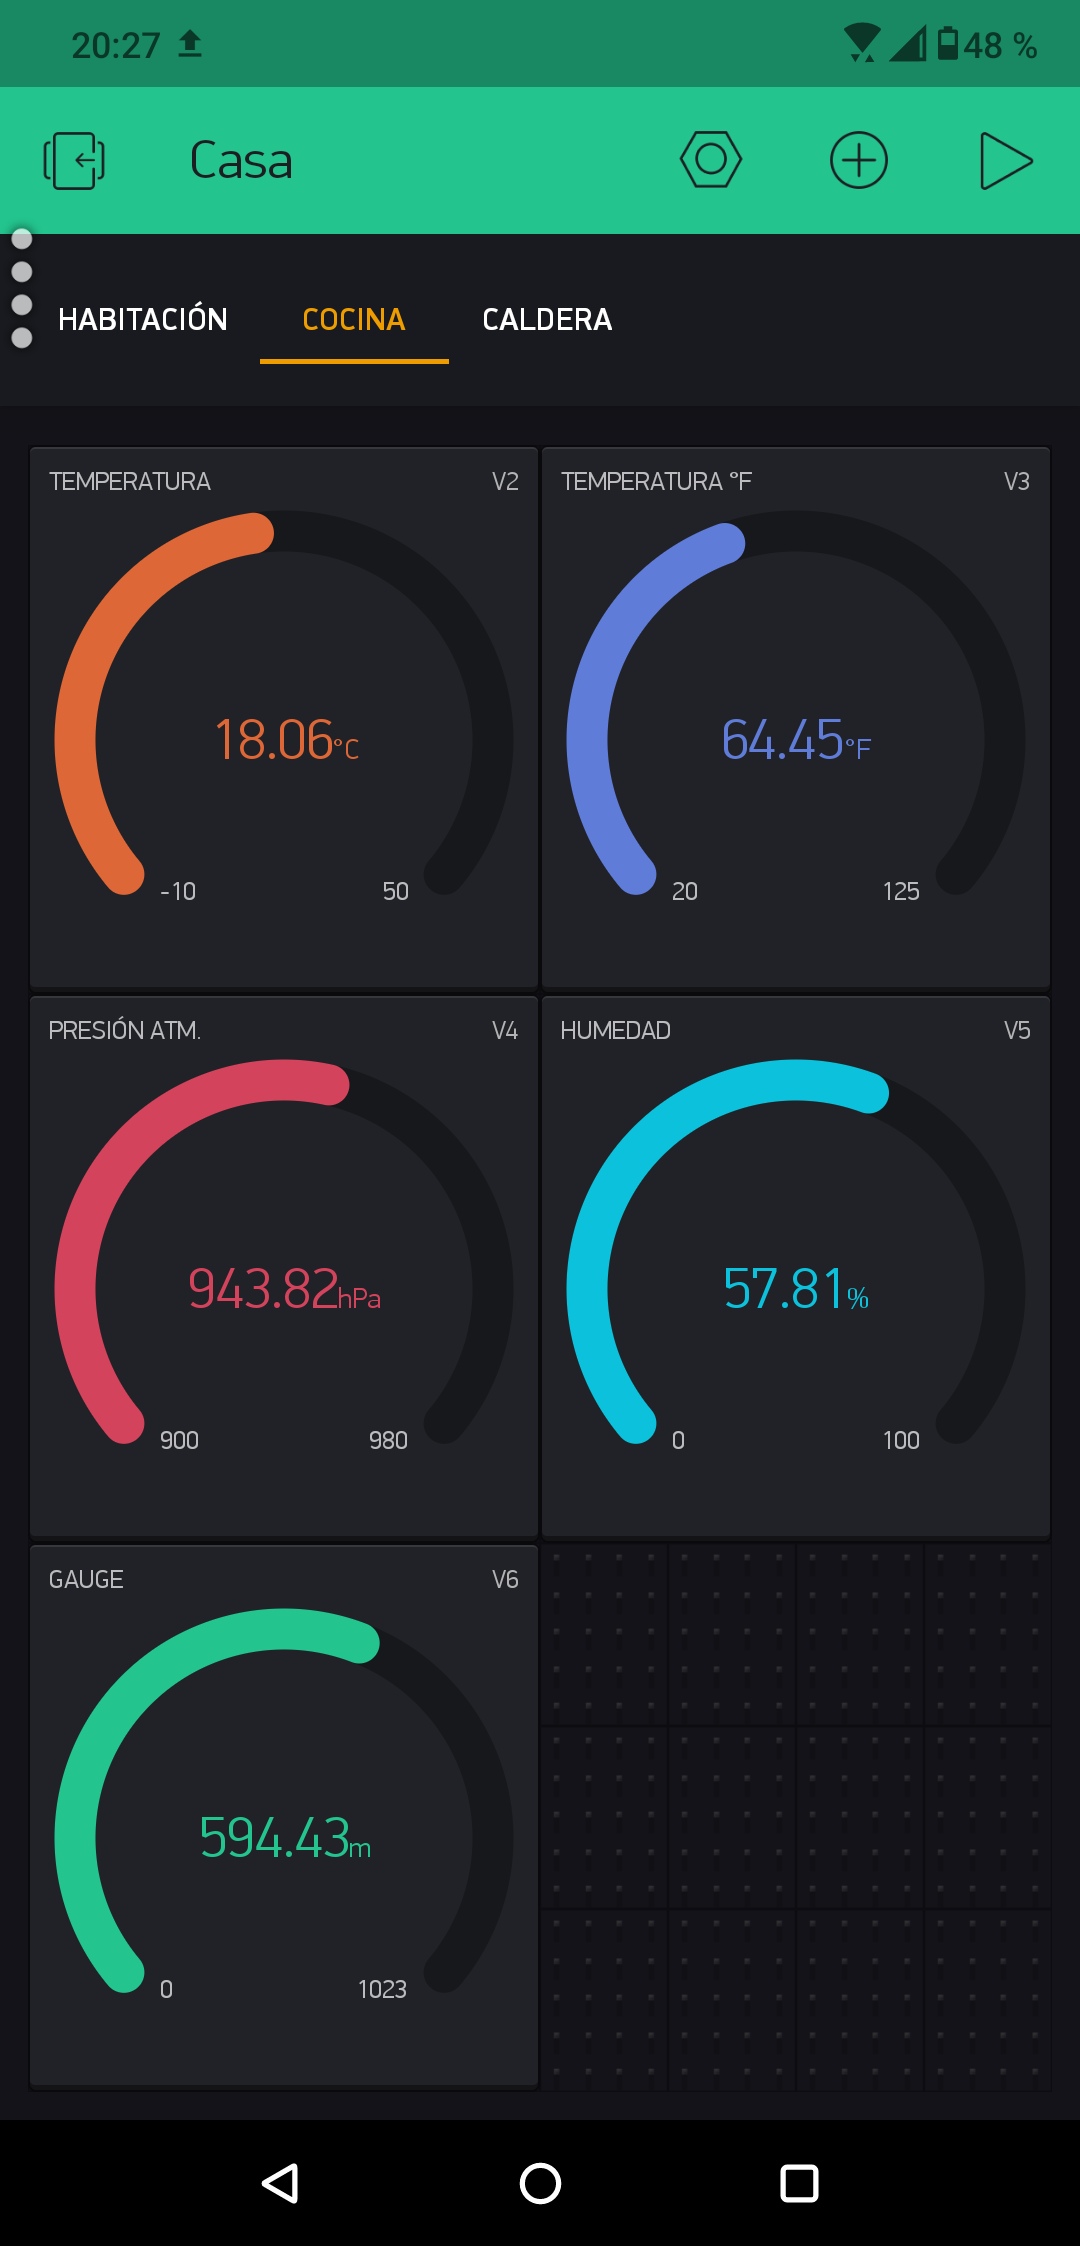 20:27 48 %
Casa
HABITACIÓN COCINA CALDERA
TEMPERATURA V2
18.06°C
-10 50
TEMPERATURA °F V3
64.45°F
20 125
PRESIÓN ATM. V4
943.82hPa
900 980
HUMEDAD V5
57.81%
0 100
GAUGE V6
594.43m
0 1023